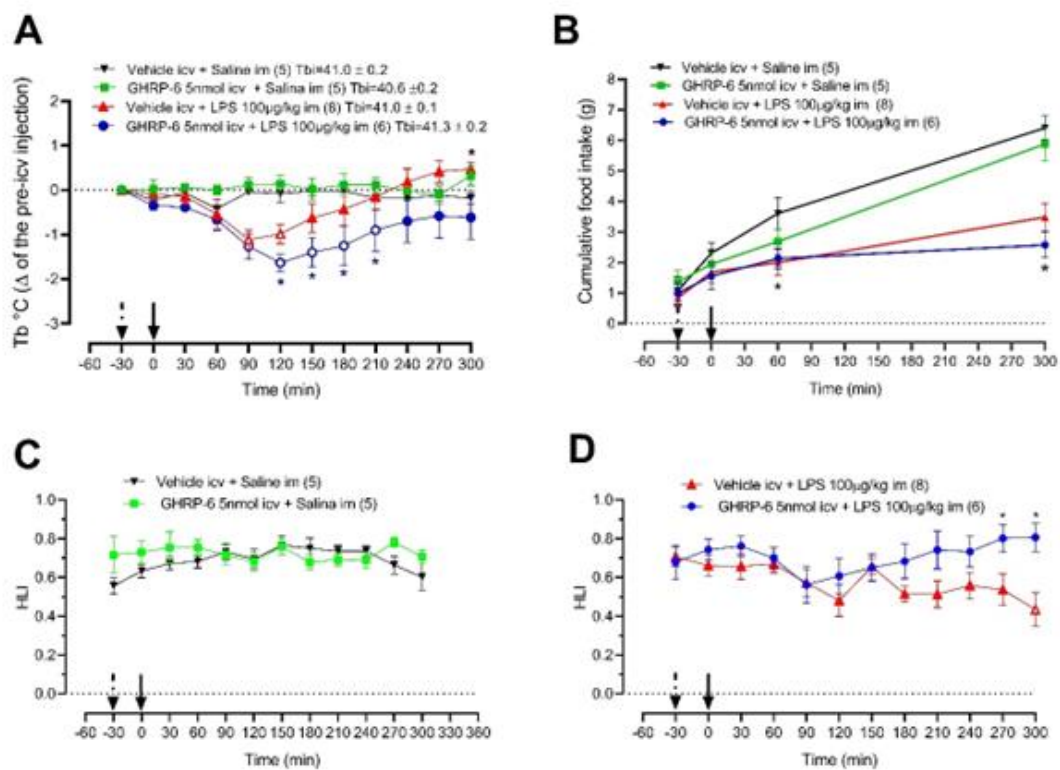 A
Vehicle icv + Saline im (5) Tbi=41.0 ± 0.2
GHRP-6 5nmol icv + Salina im (5) Tbi=40.6 ±0.2
Vehicle icv + LPS 100µg/kg im (8) Tbi=41.0 ± 0.1
GHRP-6 5nmol icv + LPS 100µg/kg im (6) Tbi=41.3 ± 0.2
Tb °C (Δ of the pre-icv injection)
2
1
0
-1
-2
-3
* * * * *
-60 -30 0 30 60 90 120 150 180 210 240 270 300
Time (min)
B
Vehicle icv + Saline im (5)
GHRP-6 5nmol icv + Saline im (5)
Vehicle icv + LPS 100µg/kg im (8)
GHRP-6 5nmol icv + LPS 100µg/kg im (6)
Cumulative food intake (g)
8
7
6
5
4
3
2
1
0
* *
-60 -30 0 30 60 90 120 150 180 210 240 270 300
Time (min)
C
Vehicle icv + Saline im (5)
GHRP-6 5nmol icv + Salina im (5)
HLI
1.0
0.8
0.6
0.4
0.2
0.0
-60 -30 0 30 60 90 120 150 180 210 240 270 300 330 360
Time (min)
D
Vehicle icv + LPS 100µg/kg im (8)
GHRP-6 5nmol icv + LPS 100µg/kg im (6)
HLI
1.0
0.8
0.6
0.4
0.2
0.0
* *
-60 -30 0 30 60 90 120 150 180 210 240 270 300
Time (min)